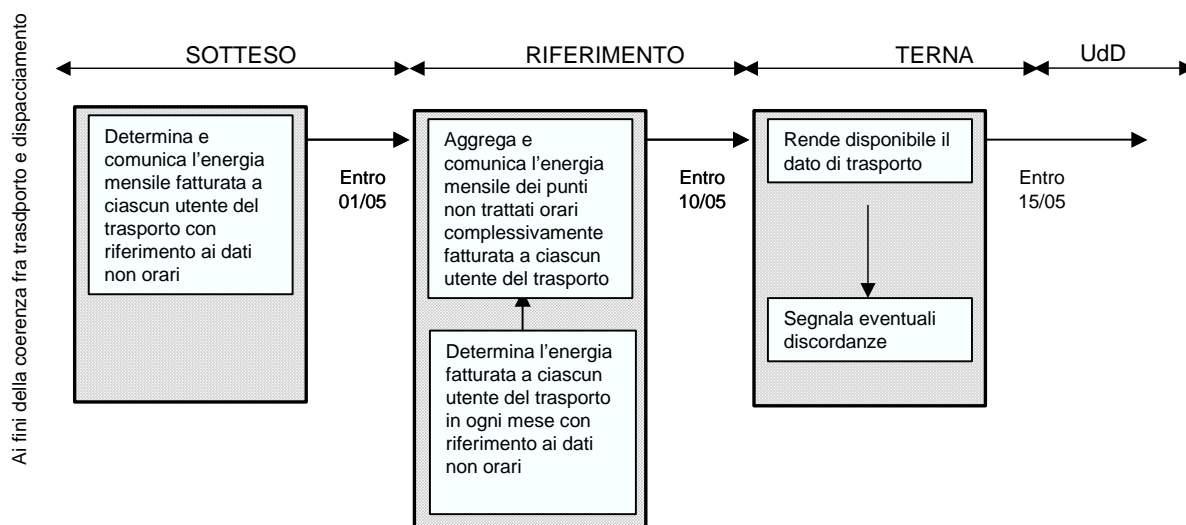 Ai fini della coerenza fra trasdporto e dispacciamento
SOTTESO
RIFERIMENTO
TERNA
UdD
Determina e
comunica l'energia
mensile fatturata a
ciascun utente del
trasporto con
riferimento ai dati
non orari
Entro
01/05
Aggrega e
comunica l'energia
mensile dei punti
non trattati orari
complessivamente
fatturata a ciascun
utente del trasporto
Entro
10/05
Rende disponibile il
dato di trasporto
Entro
15/05
Segnala eventuali
discordanze
Determina l'energia
fatturata a ciascun
utente del trasporto
in ogni mese con
riferimento ai dati
non orari